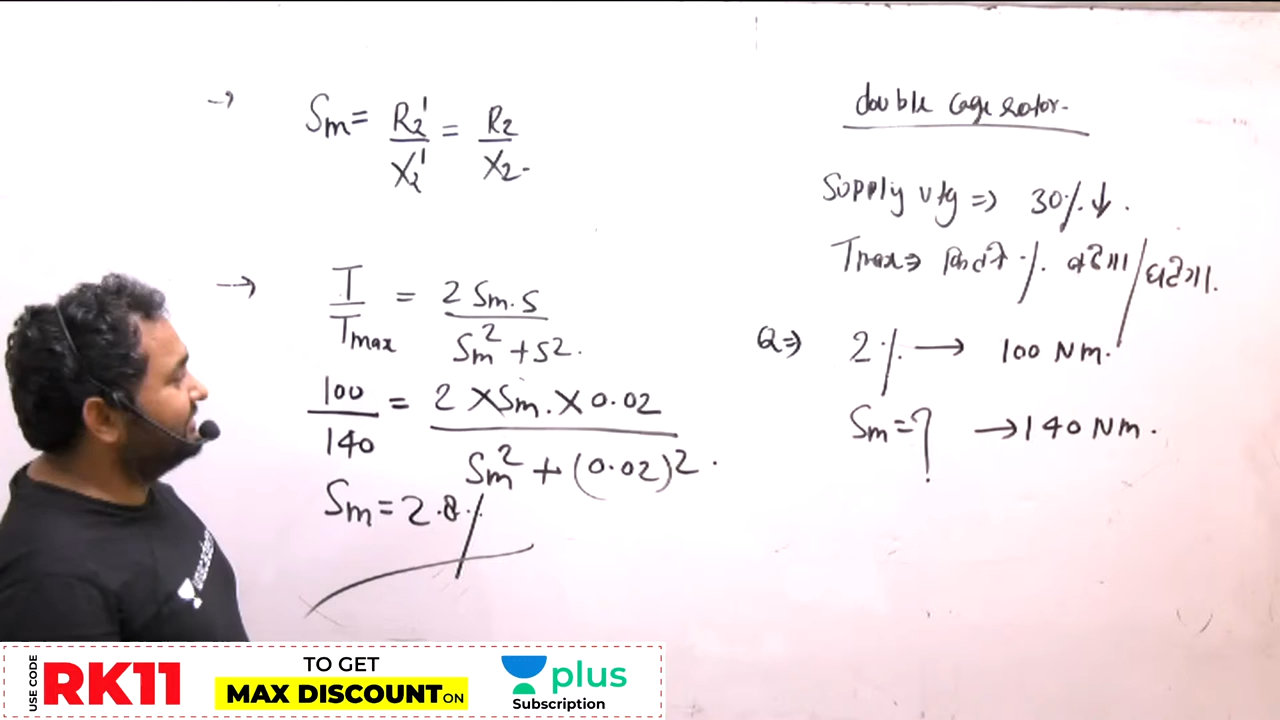 → Sm = R2' / X2' = R2 / X2.
→ T / Tmax = 2 Sm. s / Sm² + s².
100 / 140 = 2 × Sm. × 0.02 / Sm² + (0.02)².
Sm = 2.8 %
double cage rotor.
Supply v/g ⇒ 30% ↓.
Tmax ⇒ कितने % बढ़ेगा / घटेगा.
Q ⇒ 2% → 100 Nm.
Sm = ? → 140 Nm.
unacademy
USE CODE RK11
TO GET
MAX DISCOUNT ON
plus
Subscription